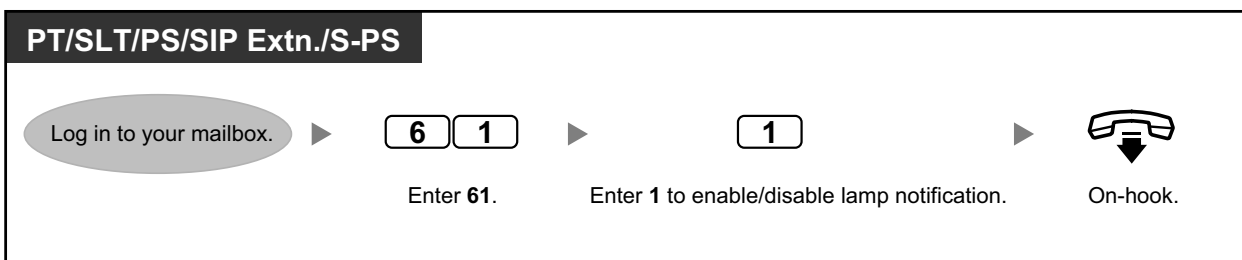 PT/SLT/PS/SIP Extn./S-PS
Log in to your mailbox.
6 1
1
Enter 61.
Enter 1 to enable/disable lamp notification.
On-hook.